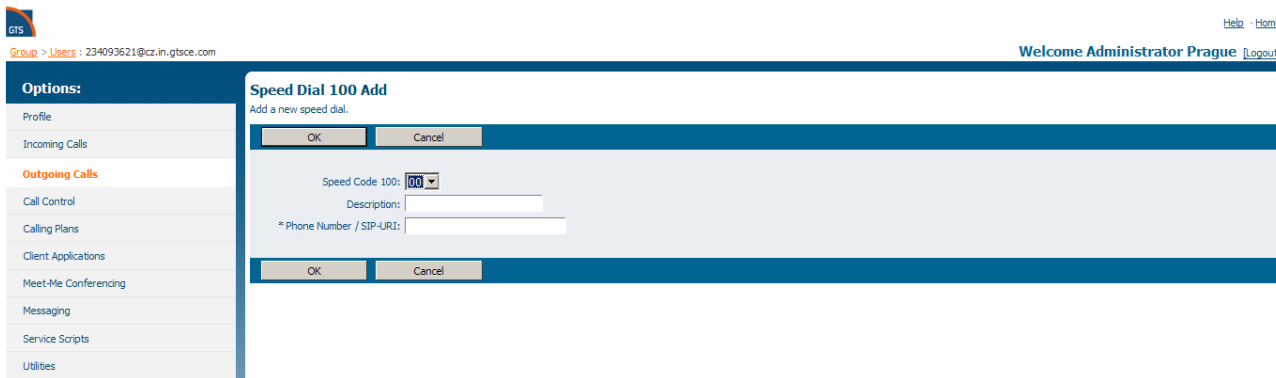 GTS
Help - Hom
Group > Users : 234093621@cz.in.gtsce.com
Welcome Administrator Prague [Logout
Options:
Profile
Incoming Calls
Outgoing Calls
Call Control
Calling Plans
Client Applications
Meet-Me Conferencing
Messaging
Service Scripts
Utilities
Speed Dial 100 Add
Add a new speed dial.
OK Cancel
Speed Code 100: 00
Description:
* Phone Number / SIP-URI:
OK Cancel